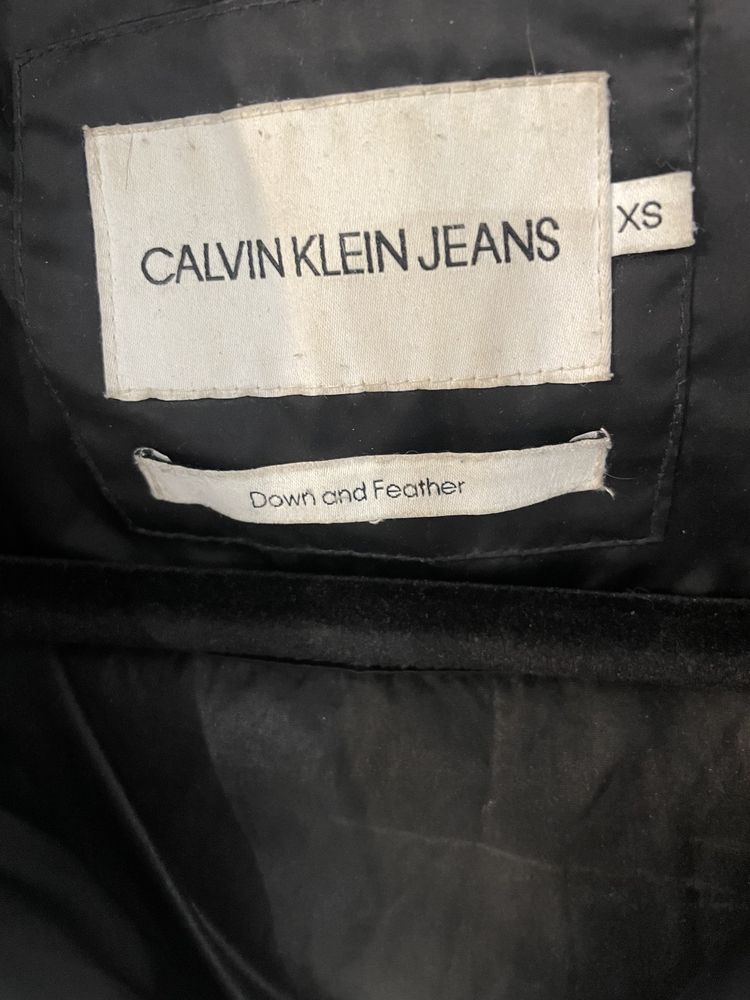 CALVIN KLEIN JEANS
XS
Down and Feather